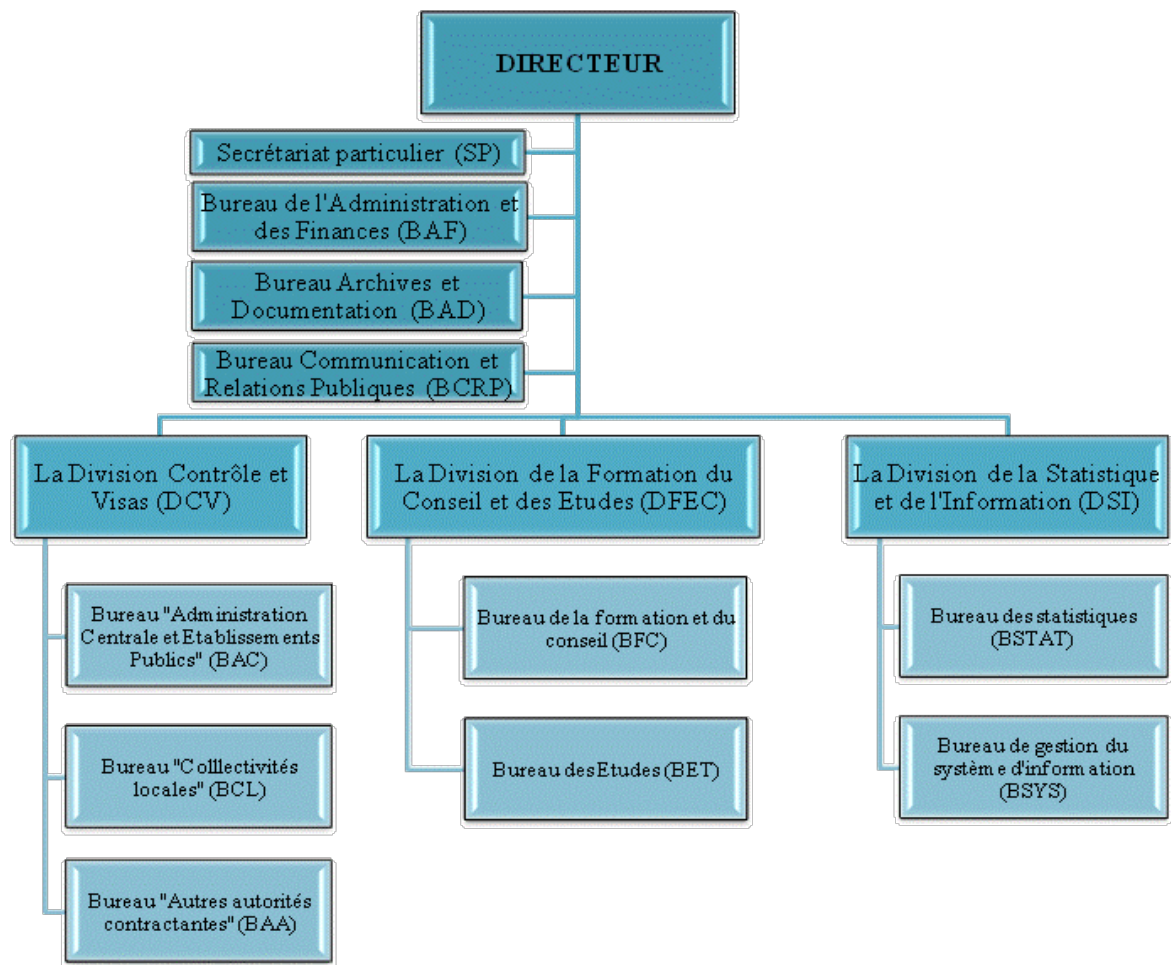 DIRECTEUR
Secrétariat particulier (SP)
Bureau de l'Administration et
des Finances (BAF)
Bureau Archives et
Documentation (BAD)
Bureau Communication et
Relations Publiques (BCRP)
La Division Contrôle et
Visas (DCV)
La Division de la Formation du
Conseil et des Etudes (DFEC)
La Division de la Statistique
et de l'Information (DSI)
Bureau "Administration
Centrale et Etablissements
Publics" (BAC)
Bureau "Colllectivités
locales" (BCL)
Bureau "Autres autorités
contractantes" (BAA)
Bureau de la formation et du
conseil (BFC)
Bureau des Etudes (BET)
Bureau des statistiques
(BSTAT)
Bureau de gestion du
système d'information
(BSYS)